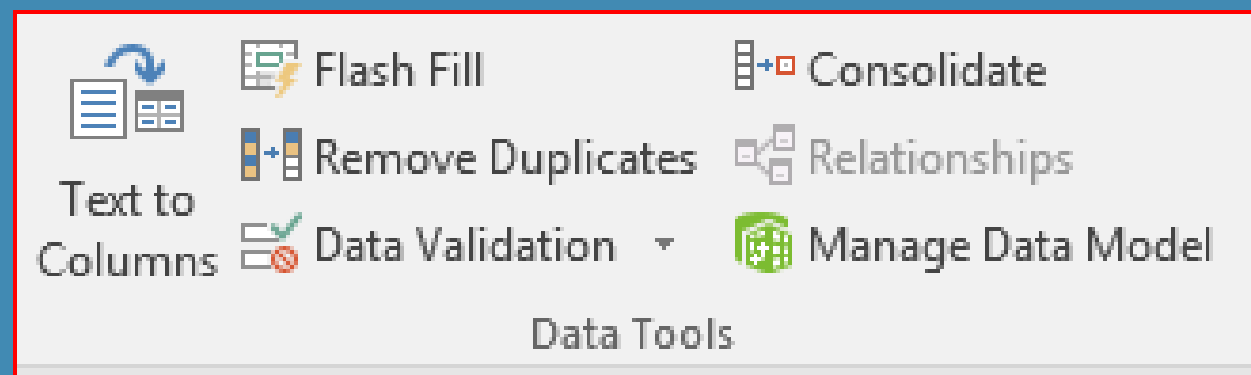 Text to
Columns
Flash Fill
Remove Duplicates
Data Validation
Consolidate
Relationships
Manage Data Model
Data Tools